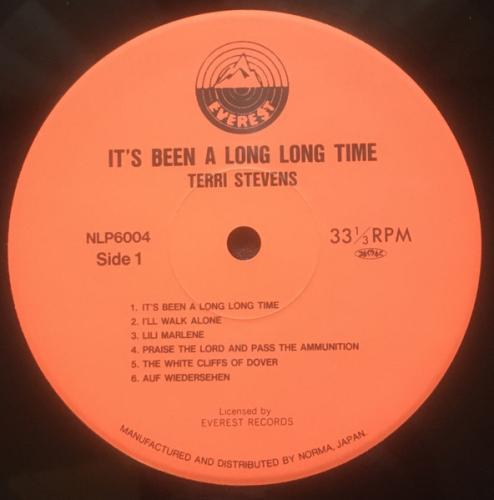 EVEREST
IT'S BEEN A LONG LONG TIME
TERRI STEVENS
NLP6004
Side 1
33 1/3 RPM
1. IT'S BEEN A LONG LONG TIME
2. I'LL WALK ALONE
3. LILI MARLENE
4. PRAISE THE LORD AND PASS THE AMMUNITION
5. THE WHITE CLIFFS OF DOVER
6. AUF WIEDERSEHEN
Licensed by
EVEREST RECORDS
MANUFACTURED AND DISTRIBUTED BY NORMA, JAPAN.